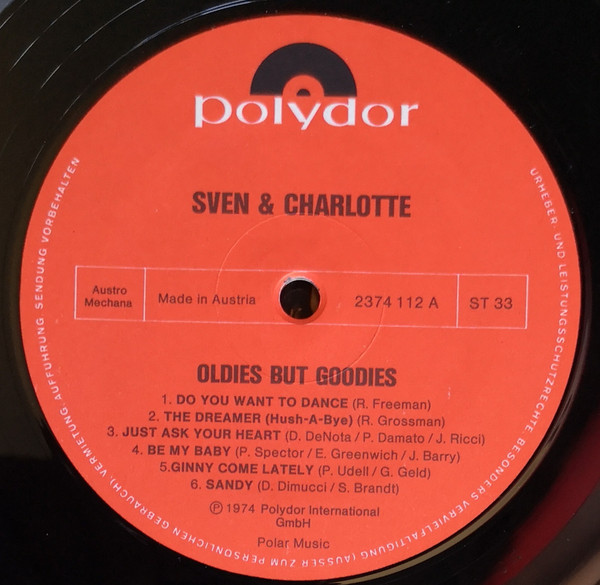 polydor
SVEN & CHARLOTTE
Austro
Mechana
Made in Austria
2374 112 A
ST 33
OLDIES BUT GOODIES
1. DO YOU WANT TO DANCE (R. Freeman)
2. THE DREAMER (Hush-A-Bye) (R. Grossman)
3. JUST ASK YOUR HEART (D. DeNota / P. Damato / J. Ricci)
4. BE MY BABY (P. Spector / E. Greenwich / J. Barry)
5.GINNY COME LATELY (P. Udell / G. Geld)
6. SANDY (D. Dimucci / S. Brandt)
Ⓟ 1974 Polydor International
GmbH
Polar Music
URHEBER- UND LEISTUNGSSCHUTZRECHTE, BESONDERS VERVIELFÄLTIGUNG (AUSSER ZUM PERSÖNLICHEN GEBRAUCH), VERMIETUNG, AUFFÜHRUNG, SENDUNG VORBEHALTEN